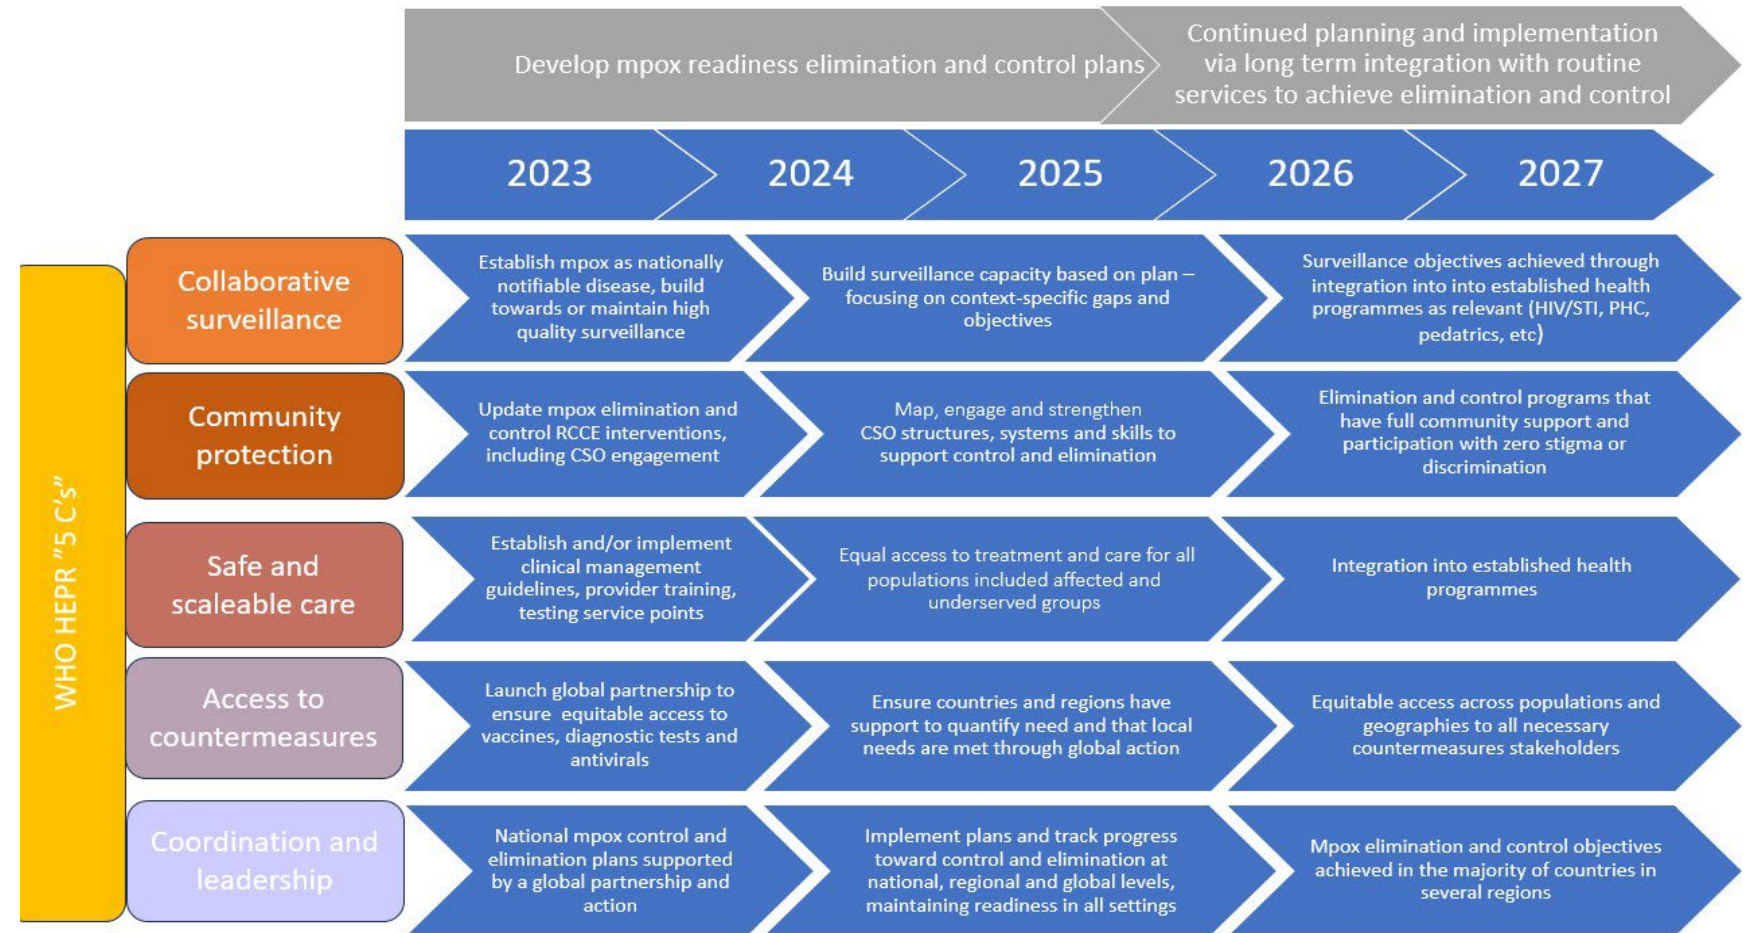 Develop mpox readiness elimination and control plans
Continued planning and implementation
via long term integration with routine
services to achieve elimination and control
2023
2024
2025
2026
2027
WHO HEPR "5 C's"
Collaborative
surveillance
Establish mpox as nationally
notifiable disease, build
towards or maintain high
quality surveillance
Build surveillance capacity based on plan –
focusing on context-specific gaps and
objectives
Surveillance objectives achieved through
integration into into established health
programmes as relevant (HIV/STI, PHC,
pedatrics, etc)
Community
protection
Update mpox elimination and
control RCCE interventions,
including CSO engagement
Map, engage and strengthen
CSO structures, systems and skills to
support control and elimination
Elimination and control programs that
have full community support and
participation with zero stigma or
discrimination
Safe and
scaleable care
Establish and/or implement
clinical management
guidelines, provider training,
testing service points
Equal access to treatment and care for all
populations included affected and
underserved groups
Integration into established health
programmes
Access to
countermeasures
Launch global partnership to
ensure equitable access to
vaccines, diagnostic tests and
antivirals
Ensure countries and regions have
support to quantify need and that local
needs are met through global action
Equitable access across populations and
geographies to all necessary
countermeasures stakeholders
Coordination and
leadership
National mpox control and
elimination plans supported
by a global partnership and
action
Implement plans and track progress
toward control and elimination at
national, regional and global levels,
maintaining readiness in all settings
Mpox elimination and control objectives
achieved in the majority of countries in
several regions